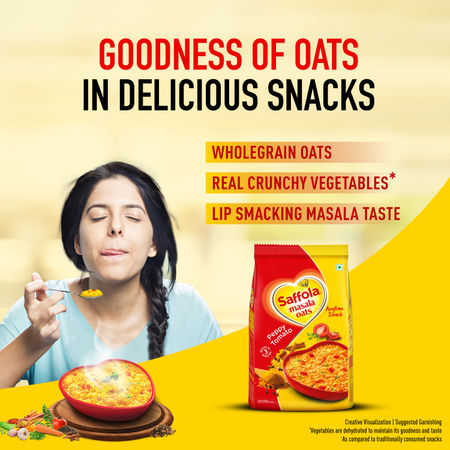 GOODNESS OF OATS
IN DELICIOUS SNACKS
WHOLEGRAIN OATS
REAL CRUNCHY VEGETABLES*
LIP SMACKING MASALA TASTE
Saffola
masala
oats
Anytime
Snack
Peppy
Tomato
Creative Visualization | Suggested Garnishing
*Vegetables are dehydrated to maintain its goodness and taste
^As compared to traditionally consumed snacks